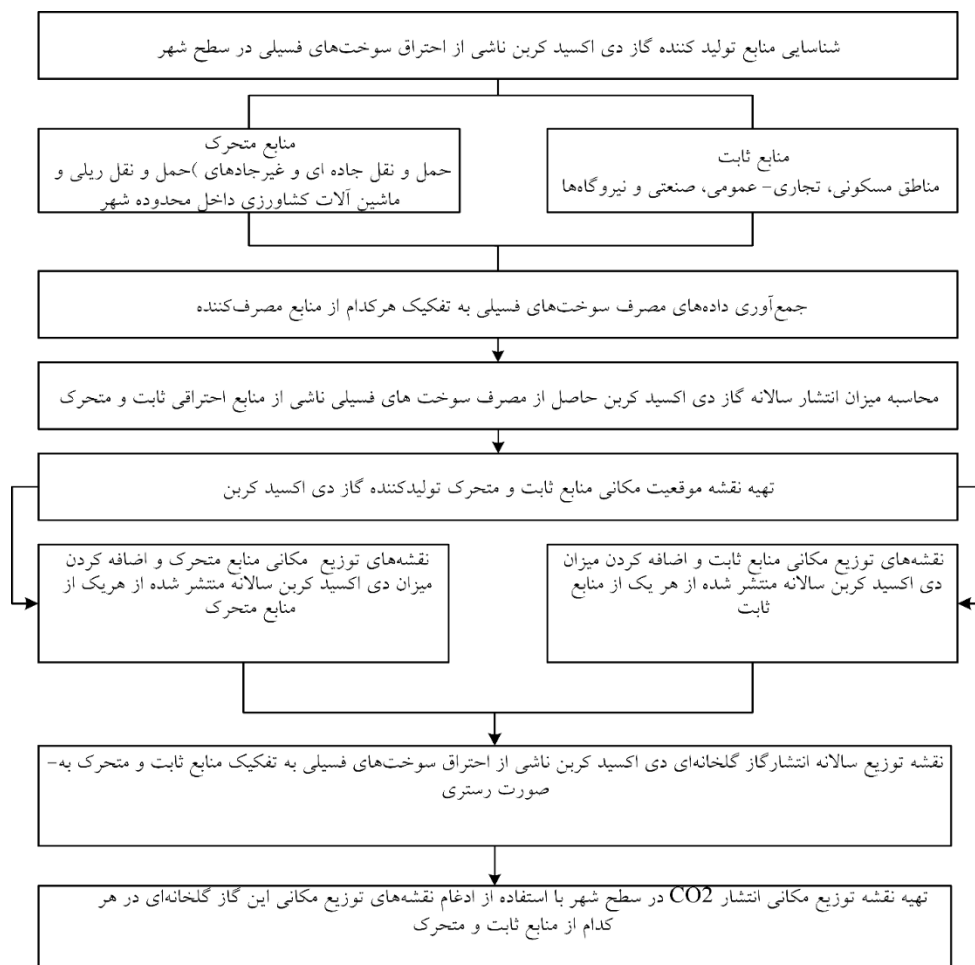 شناسایی منابع تولید کننده گاز دی اکسید کربن ناشی از احتراق سوخت‌های فسیلی در سطح شهر
منابع ثابت
مناطق مسکونی، تجاری- عمومی، صنعتی و نیروگاه‌ها
منابع متحرک
حمل و نقل جاده ای و غیرجاده‌ای )حمل و نقل ریلی و
ماشین آلات کشاورزی داخل محدوده شهر
جمع‌آوری داده‌های مصرف سوخت‌های فسیلی به تفکیک هرکدام از منابع مصرف‌کننده
محاسبه میزان انتشار سالانه گاز دی اکسید کربن حاصل از مصرف سوخت های فسیلی ناشی از منابع احتراقی ثابت و متحرک
تهیه نقشه موقعیت مکانی منابع ثابت و متحرک تولیدکننده گاز دی اکسید کربن
نقشه‌های توزیع مکانی منابع ثابت و اضافه کردن میزان
دی اکسید کربن سالانه منتشر شده از هر یک از منابع
ثابت
نقشه‌های توزیع مکانی منابع متحرک و اضافه کردن
میزان دی اکسید کربن سالانه منتشر شده از هریک از
منابع متحرک
نقشه توزیع سالانه انتشارگاز گلخانه‌ای دی اکسید کربن ناشی از احتراق سوخت‌های فسیلی به تفکیک منابع ثابت و متحرک به-
صورت رستری
تهیه نقشه توزیع مکانی انتشار CO2 در سطح شهر با استفاده از ادغام نقشه‌های توزیع مکانی این گاز گلخانه‌ای در هر
کدام از منابع ثابت و متحرک